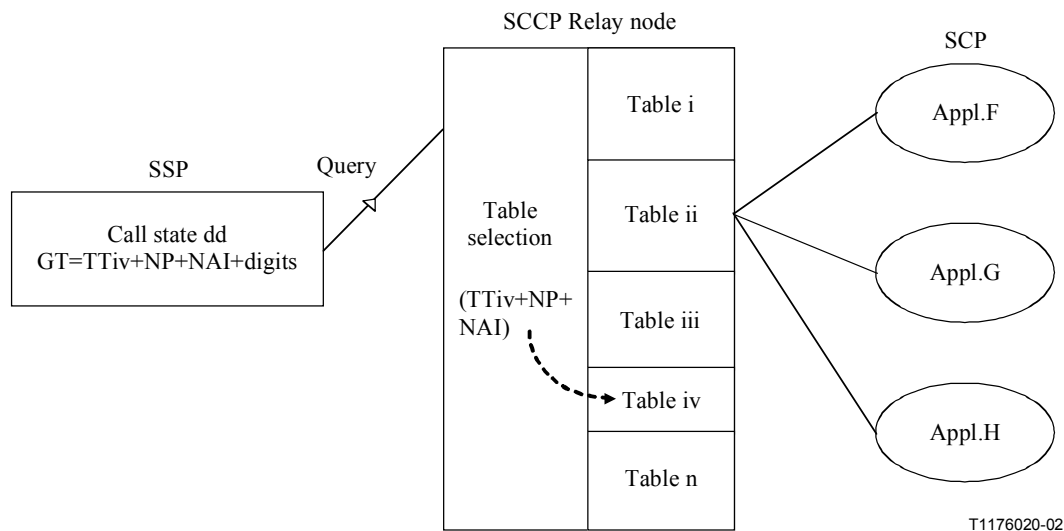 SCCP Relay node
SCP
Table i
Appl.F
Query
SSP
Call state dd
GT=TTiv+NP+NAI+digits
Table
selection
Table ii
Appl.G
(TTiv+NP+
NAI)
Table iii
Table iv
Appl.H
Table n
T1176020-02